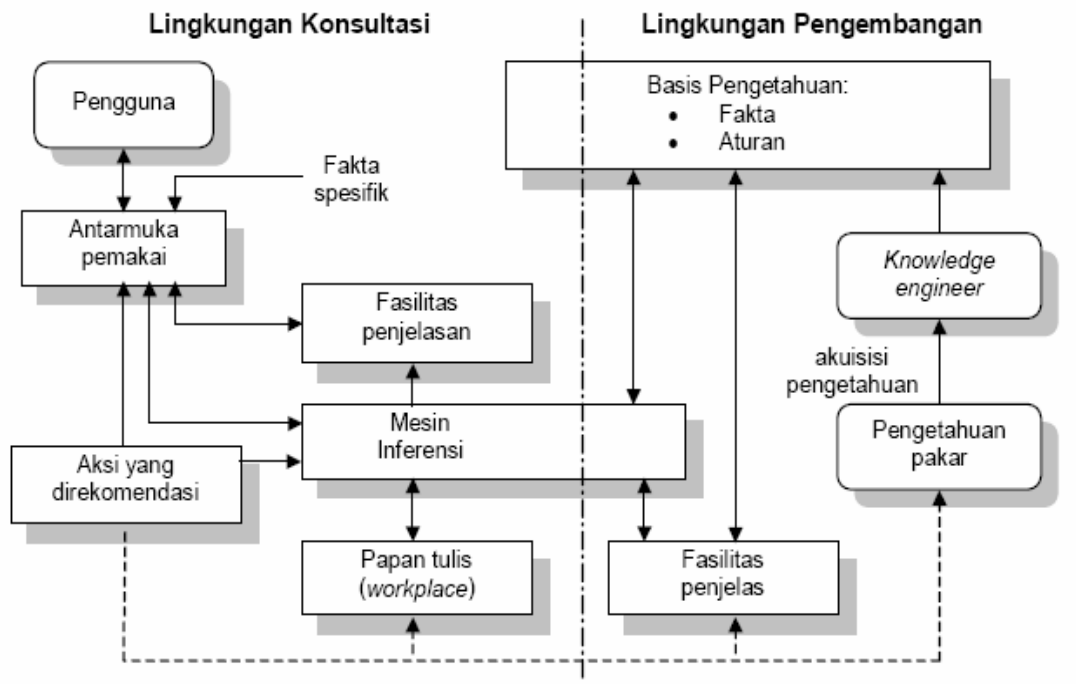 Lingkungan Konsultasi
Lingkungan Pengembangan
Pengguna
Basis Pengetahuan:
• Fakta
• Aturan
Fakta
spesifik
Antarmuka
pemakai
Knowledge
engineer
Fasilitas
penjelasan
akuisisi
pengetahuan
Mesin
Inferensi
Pengetahuan
pakar
Aksi yang
direkomendasi
Papan tulis
(workplace)
Fasilitas
penjelas